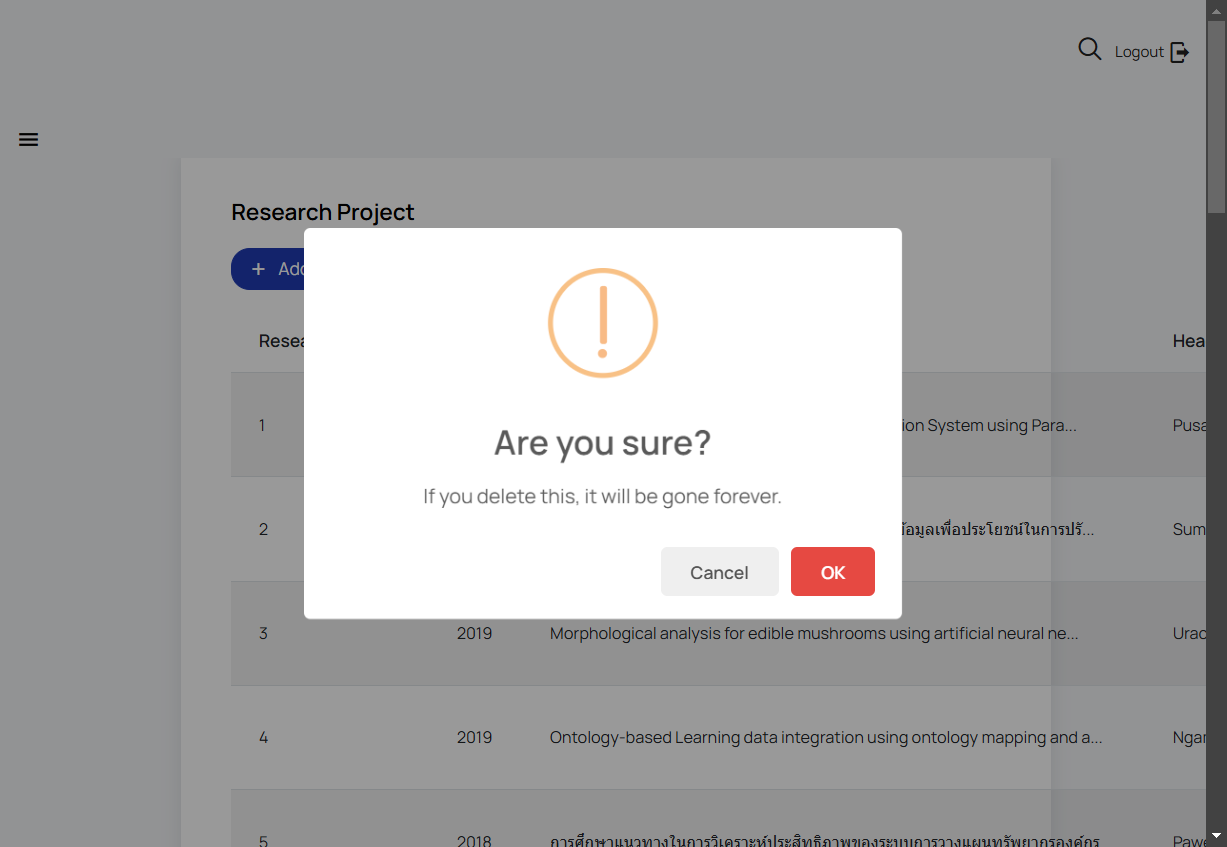 Logout
Research Project
+ Add
Resea
Hea
1
ion System using Para...
Pusa
2
ข้อมูลเพื่อประโยชน์ในการปรั...
Sum
3 2019 Morphological analysis for edible mushrooms using artificial neural ne...
Urac
4 2019 Ontology-based Learning data integration using ontology mapping and a...
Ngar
5 2018 การศึกษาแนวทางในการวิเคราะห์ประสิทธิภาพของระบบการวางแผนทรัพยากรองค์กร
Pawe
Are you sure?
If you delete this, it will be gone forever.
Cancel
OK